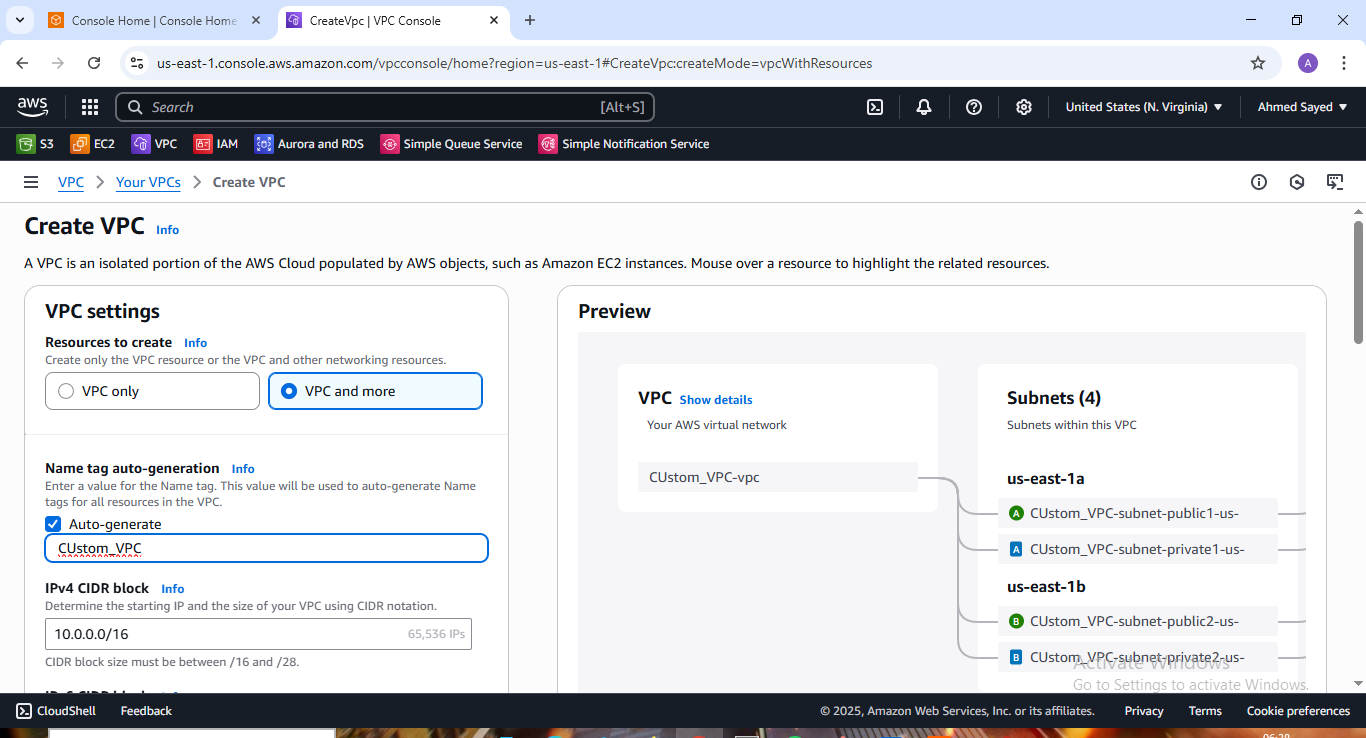 Console Home | Console Home
CreateVpc | VPC Console
us-east-1.console.aws.amazon.com/vpcconsole/home?region=us-east-1#CreateVpc:createMode=vpcWithResources
A
aws
Search
[Alt+S]
United States (N. Virginia)
Ahmed Sayed
S3
EC2
VPC
IAM
Aurora and RDS
Simple Queue Service
Simple Notification Service
VPC > Your VPCs > Create VPC
Create VPC Info
A VPC is an isolated portion of the AWS Cloud populated by AWS objects, such as Amazon EC2 instances. Mouse over a resource to highlight the related resources.
VPC settings
Resources to create Info
Create only the VPC resource or the VPC and other networking resources.
VPC only
VPC and more
Name tag auto-generation Info
Enter a value for the Name tag. This value will be used to auto-generate Name
tags for all resources in the VPC.
Auto-generate
CUstom_VPC
IPv4 CIDR block Info
Determine the starting IP and the size of your VPC using CIDR notation.
10.0.0.0/16
65,536 IPs
CIDR block size must be between /16 and /28.
Preview
VPC Show details
Your AWS virtual network
CUstom_VPC-vpc
Subnets (4)
Subnets within this VPC
us-east-1a
A CUstom_VPC-subnet-public1-us-
A CUstom_VPC-subnet-private1-us-
us-east-1b
B CUstom_VPC-subnet-public2-us-
B CUstom_VPC-subnet-private2-us-
Activate Windows
Go to Settings to activate Windows.
CloudShell
Feedback
© 2025, Amazon Web Services, Inc. or its affiliates.
Privacy
Terms
Cookie preferences